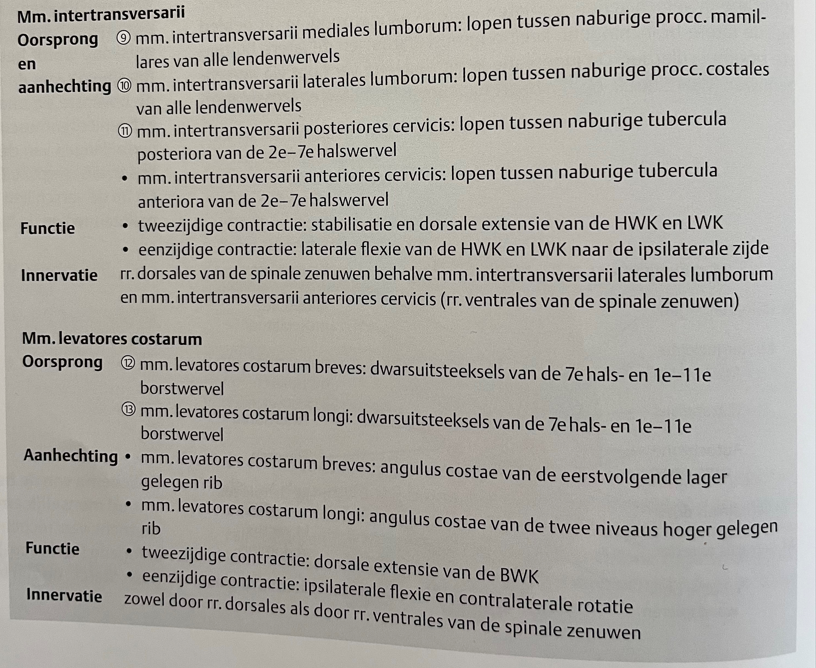 Mm. intertransversarii
Oorsprong ⑨ mm. intertransversarii mediales lumborum: lopen tussen naburige procc. mamil-
en lares van alle lendenwervels
aanhechting ⑩ mm. intertransversarii laterales lumborum: lopen tussen naburige procc. costales
van alle lendenwervels
⑪ mm. intertransversarii posteriores cervicis: lopen tussen naburige tubercula
posteriora van de 2e–7e halswervel
• mm. intertransversarii anteriores cervicis: lopen tussen naburige tubercula
anteriora van de 2e–7e halswervel
Functie • tweezijdige contractie: stabilisatie en dorsale extensie van de HWK en LWK
• eenzijdige contractie: laterale flexie van de HWK en LWK naar de ipsilaterale zijde
Innervatie rr. dorsales van de spinale zenuwen behalve mm. intertransversarii laterales lumborum
en mm. intertransversarii anteriores cervicis (rr. ventrales van de spinale zenuwen)
Mm. levatores costarum
Oorsprong ⑫ mm. levatores costarum breves: dwarsuitsteeksels van de 7e hals- en 1e–11e
borstwervel
⑬ mm. levatores costarum longi: dwarsuitsteeksels van de 7e hals- en 1e–11e
borstwervel
Aanhechting • mm. levatores costarum breves: angulus costae van de eerstvolgende lager
gelegen rib
• mm. levatores costarum longi: angulus costae van de twee niveaus hoger gelegen
rib
Functie • tweezijdige contractie: dorsale extensie van de BWK
• eenzijdige contractie: ipsilaterale flexie en contralaterale rotatie
Innervatie zowel door rr. dorsales als door rr. ventrales van de spinale zenuwen